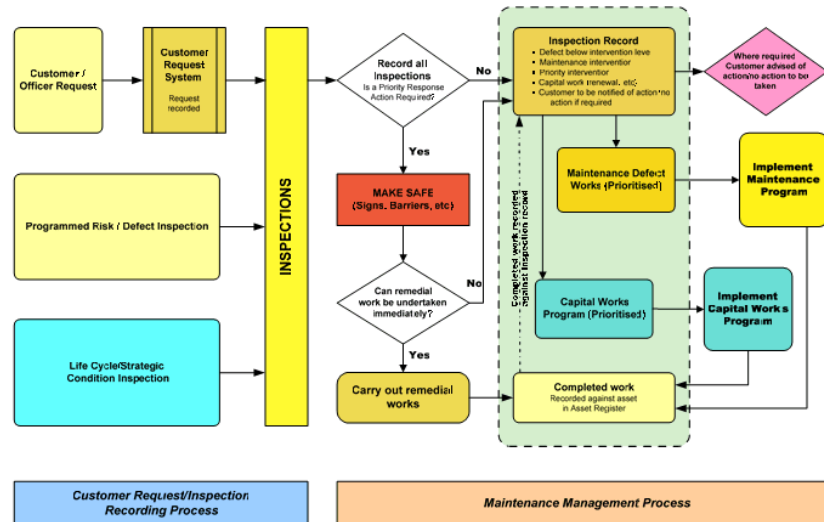 Customer /
Officer Request
Customer
Request
System
Request
recorded
Programmed Risk / Defect Inspection
Life Cycle/Strategic
Condition Inspection
INSPECTIONS
Record all
Inspections
Is a Priority Response
Action Required?
No
Yes
MAKE SAFE
(Signs, Barriers, etc)
Can remedial
work be undertaken
immediately?
No
Yes
Carry out remedial
works
Inspection Record
• Defect below intervention leve
• Maintenance intervention
• Priority intervention
• Capital work renewal, etc)
• Customer to be notified of action/no
action if required
Where required
Customer advised of
action/no action to be
taken
Completed work recorded
against Inspection record
Maintenance Defect
Works (Prioritised)
Implement
Maintenance
Program
Capital Works
Program (Prioritised)
Implement
Capital Works
Program
Completed work
Recorded against asset
in Asset Register
Customer Request/Inspection
Recording Process
Maintenance Management Process